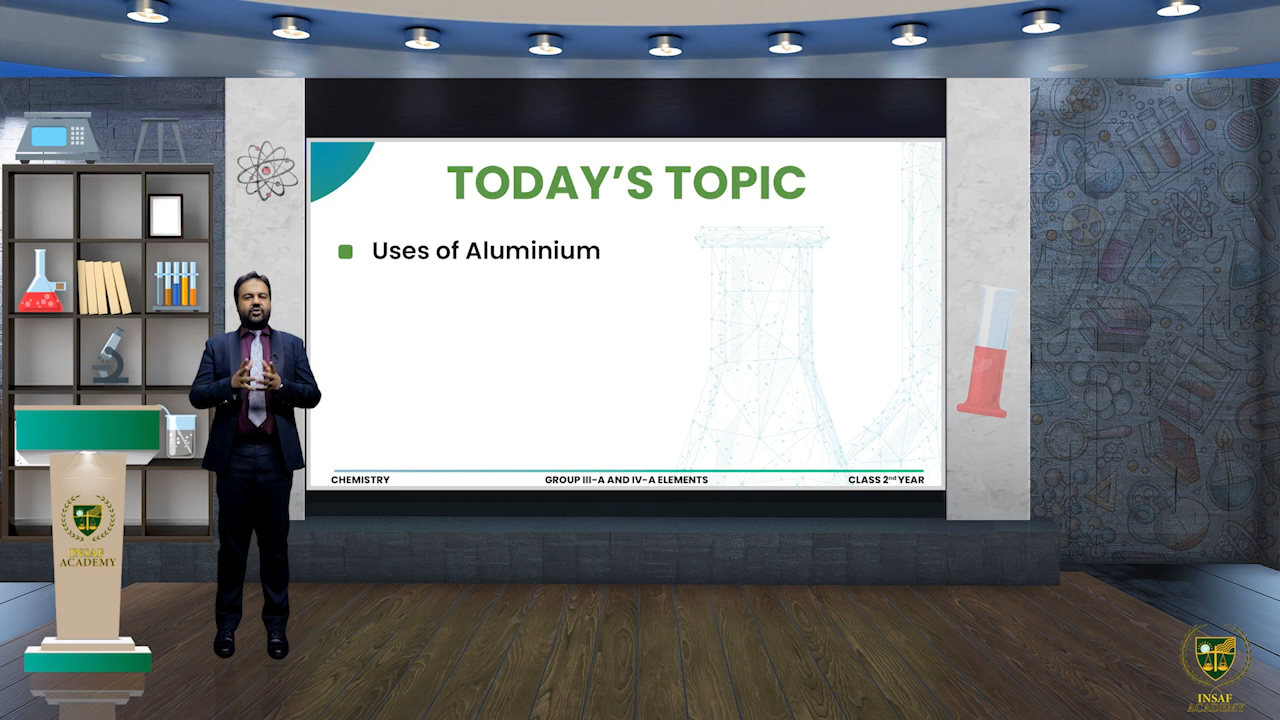 TODAY'S TOPIC
Uses of Aluminium
CHEMISTRY
GROUP III-A AND IV-A ELEMENTS
CLASS 2nd YEAR
INSAF
ACADEMY
INSAF
ACADEMY